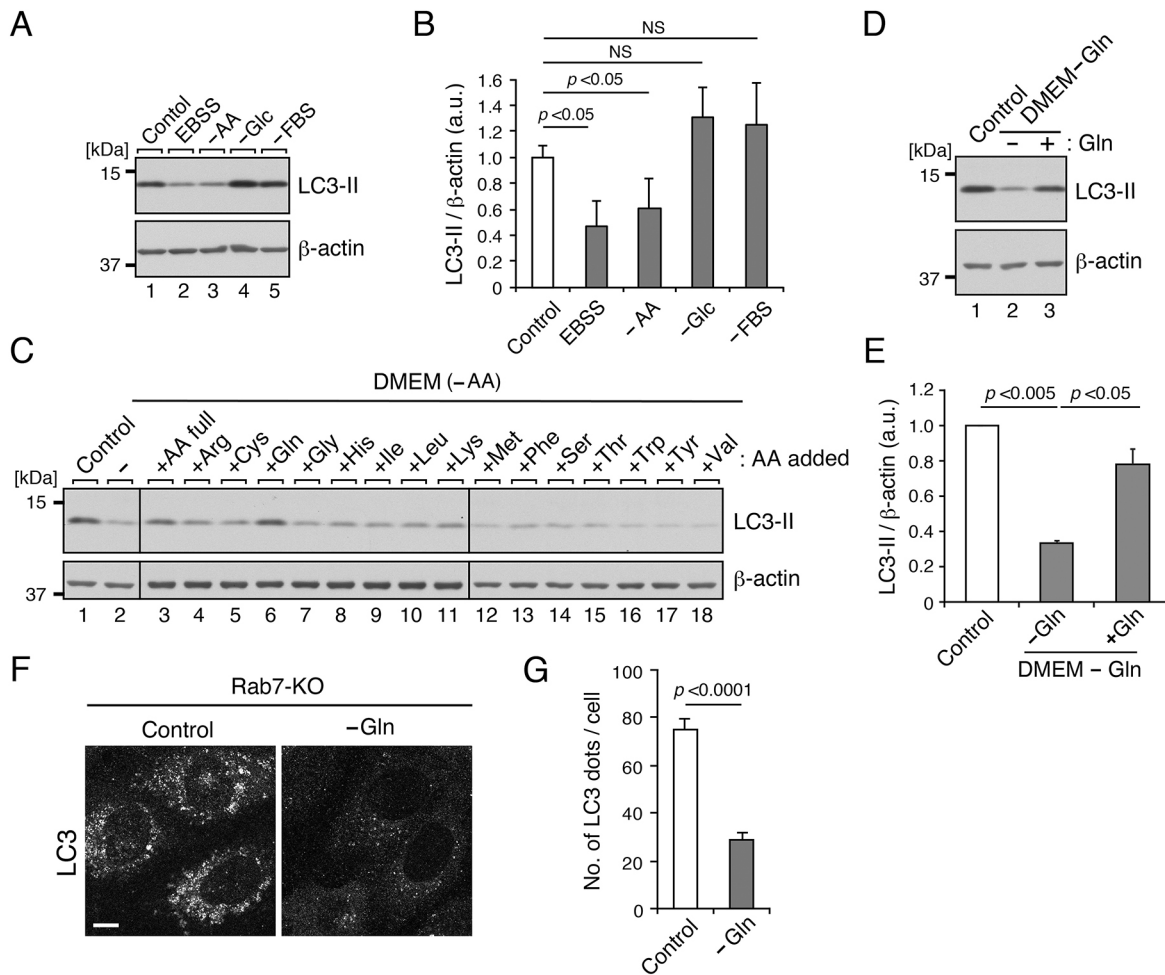 A
Contol
EBSS
–AA
–Glc
–FBS
[kDa]
15
LC3-II
β-actin
37
1 2 3 4 5
B
NS
NS
p <0.05
p <0.05
LC3-II / β-actin (a.u.)
1.6
1.4
1.2
1.0
0.8
0.6
0.4
0.2
0
Control
EBSS
–AA
–Glc
–FBS
C
DMEM (–AA)
Control
–
+AA full
+Arg
+Cys
+Gln
+Gly
+His
+Ile
+Leu
+Lys
+Met
+Phe
+Ser
+Thr
+Trp
+Tyr
+Val
: AA added
[kDa]
15
LC3-II
β-actin
37
1 2 3 4 5 6 7 8 9 10 11 12 13 14 15 16 17 18
D
Control
DMEM–Gln
– + : Gln
[kDa]
15
LC3-II
β-actin
37
1 2 3
E
LC3-II / β-actin (a.u.)
1.2
1.0
0.8
0.6
0.4
0.2
0
p <0.005
p <0.05
Control
–Gln
+Gln
DMEM – Gln
F
Rab7-KO
Control
–Gln
LC3
G
No. of LC3 dots / cell
100
80
60
40
20
0
p <0.0001
Control
–Gln